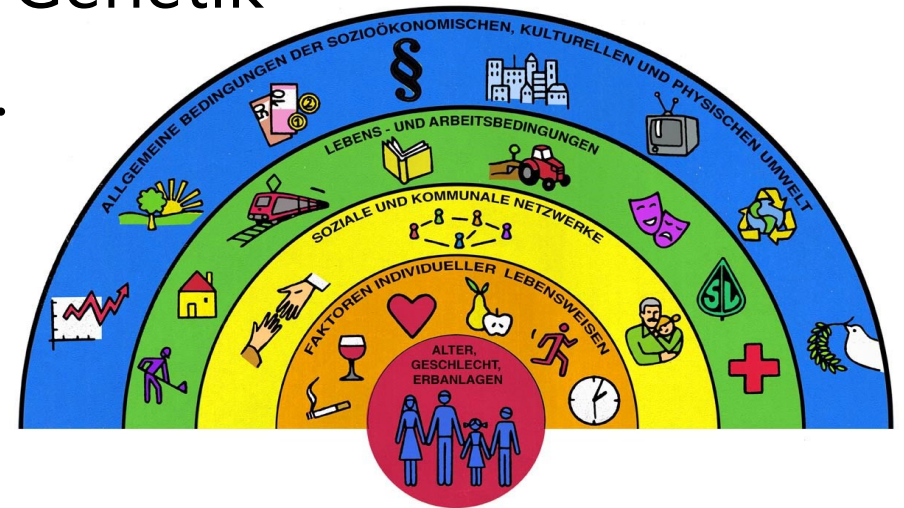 Genetik
ALLGEMEINE BEDINGUNGEN DER SOZIOÖKONOMISCHEN, KULTURELLEN UND PHYSISCHEN UMWELT
LEBENS - UND ARBEITSBEDINGUNGEN
SOZIALE UND KOMMUNALE NETZWERKE
FAKTOREN INDIVIDUELLER LEBENSWEISEN
ALTER,
GESCHLECHT,
ERBANLAGEN